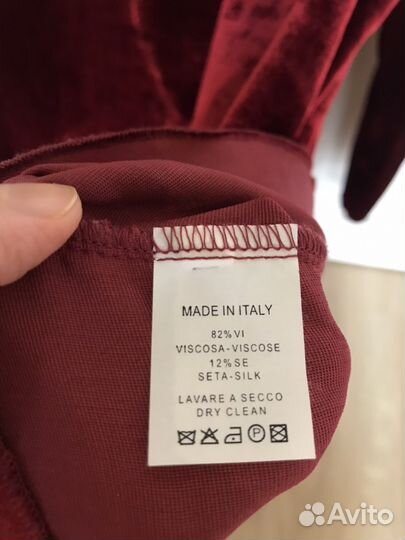 MADE IN ITALY
82% VI
VISCOSA-VISCOSE
12% SE
SETA-SILK
LAVARE A SECCO
DRY CLEAN
P
Avito